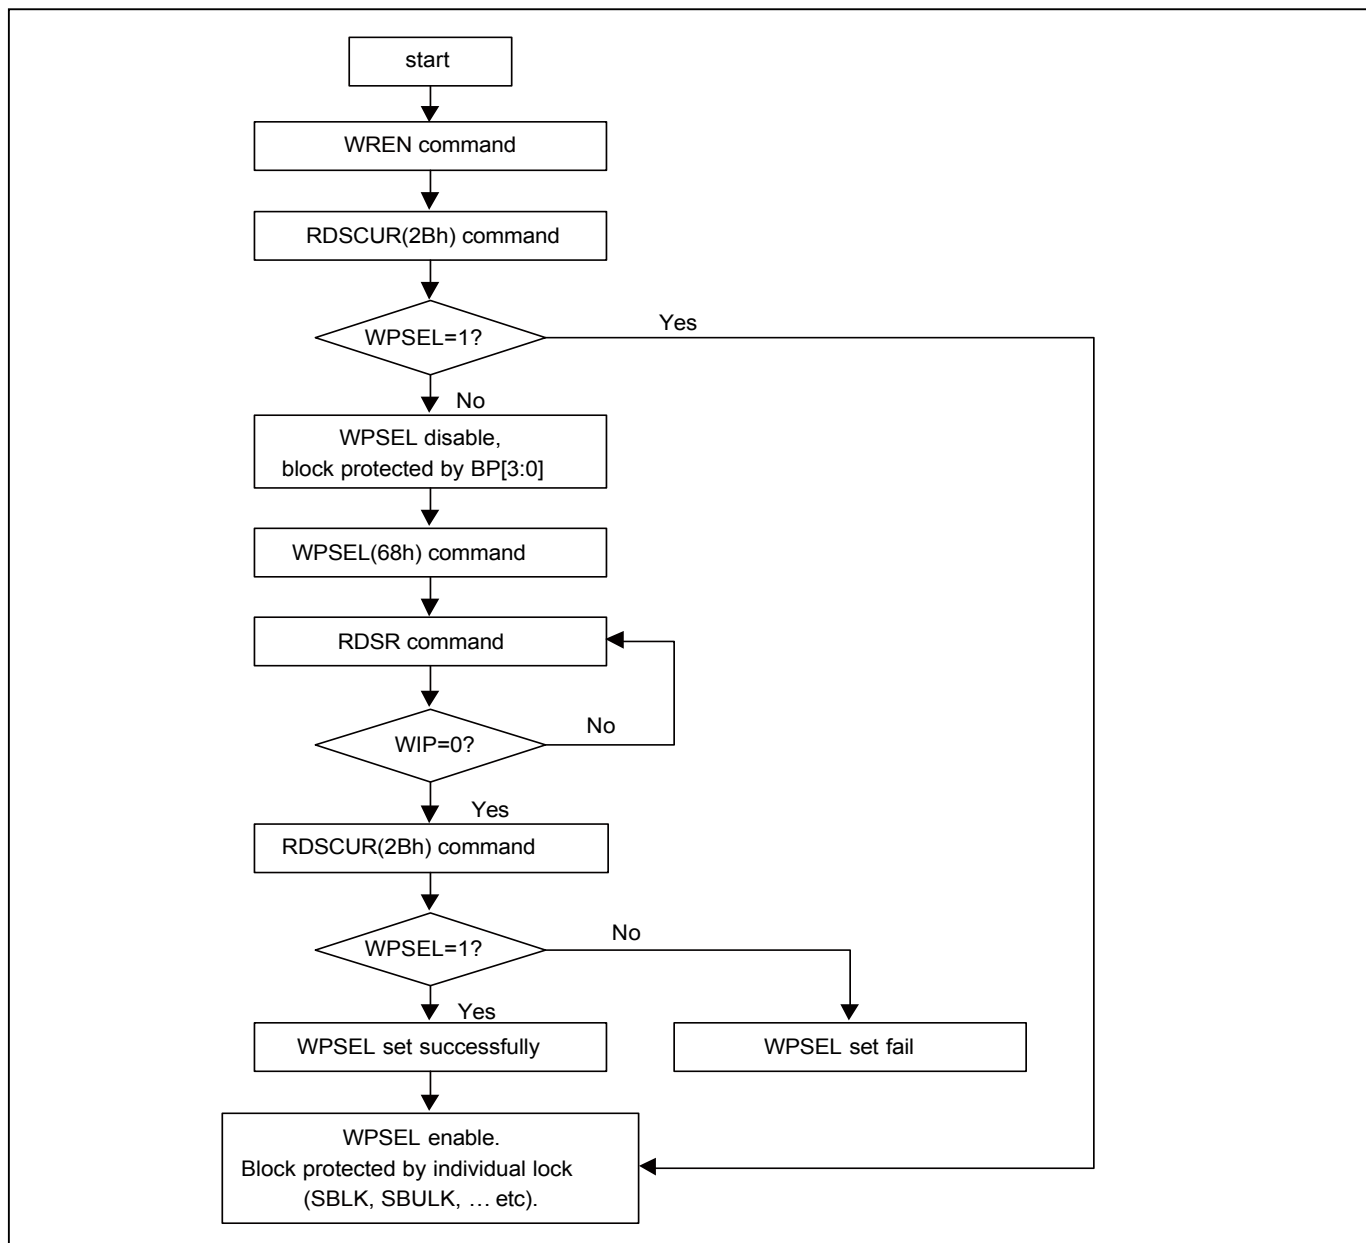 start
WREN command
RDSCUR(2Bh) command
WPSEL=1?
Yes
No
WPSEL disable,
block protected by BP[3:0]
WPSEL(68h) command
RDSR command
WIP=0?
No
Yes
RDSCUR(2Bh) command
WPSEL=1?
No
Yes
WPSEL set successfully
WPSEL set fail
WPSEL enable.
Block protected by individual lock
(SBLK, SBULK, … etc).